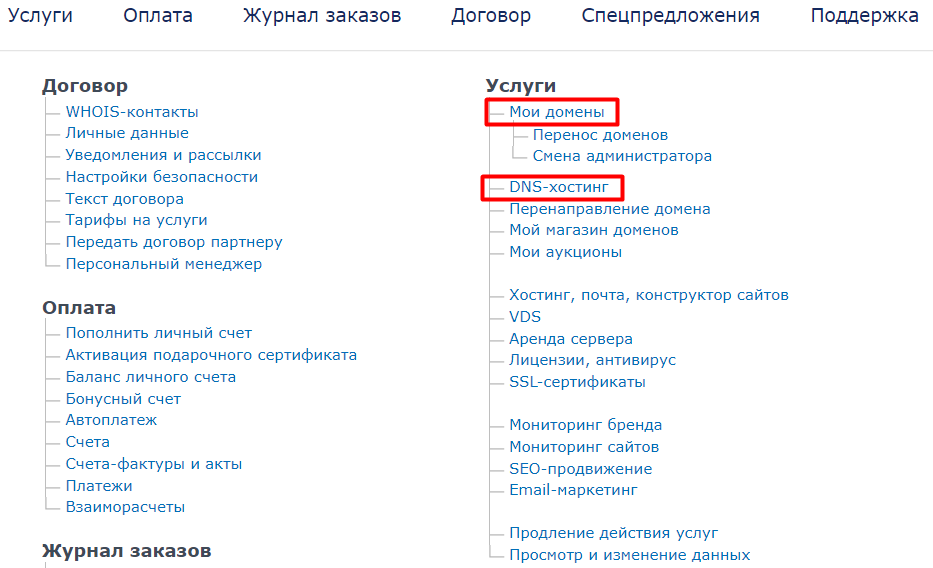 Услуги Оплата Журнал заказов Договор Спецпредложения Поддержка
Договор
WHOIS-контакты
Личные данные
Уведомления и рассылки
Настройки безопасности
Текст договора
Тарифы на услуги
Передать договор партнеру
Персональный менеджер
Оплата
Пополнить личный счет
Активация подарочного сертификата
Баланс личного счета
Бонусный счет
Автоплатеж
Счета
Счета-фактуры и акты
Платежи
Взаиморасчеты
Журнал заказов
Услуги
Мои домены
Перенос доменов
Смена администратора
DNS-хостинг
Перенаправление домена
Мой магазин доменов
Мои аукционы
Хостинг, почта, конструктор сайтов
VDS
Аренда сервера
Лицензии, антивирус
SSL-сертификаты
Мониторинг бренда
Мониторинг сайтов
SEO-продвижение
Email-маркетинг
Продление действия услуг
Просмотр и изменение данных